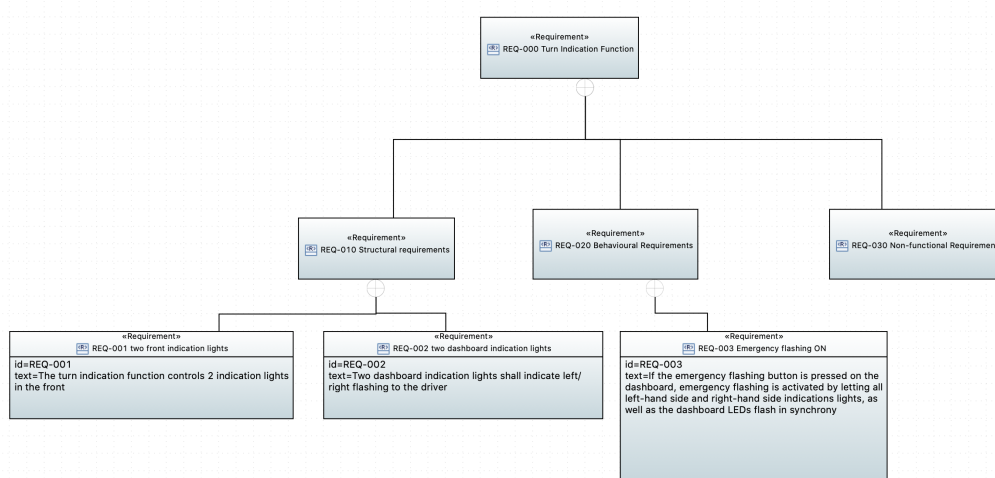 «Requirement»
REQ-000 Turn Indication Function
«Requirement»
REQ-010 Structural requirements
«Requirement»
REQ-020 Behavioural Requirements
«Requirement»
REQ-030 Non-functional Requiremen
«Requirement»
REQ-001 two front indication lights
id=REQ-001
text=The turn indication function controls 2 indication lights
in the front
«Requirement»
REQ-002 two dashboard indication lights
id=REQ-002
text=Two dashboard indication lights shall indicate left/
right flashing to the driver
«Requirement»
REQ-003 Emergency flashing ON
id=REQ-003
text=If the emergency flashing button is pressed on the
dashboard, emergency flashing is activated by letting all
left-hand side and right-hand side indications lights, as
well as the dashboard LEDs flash in synchrony